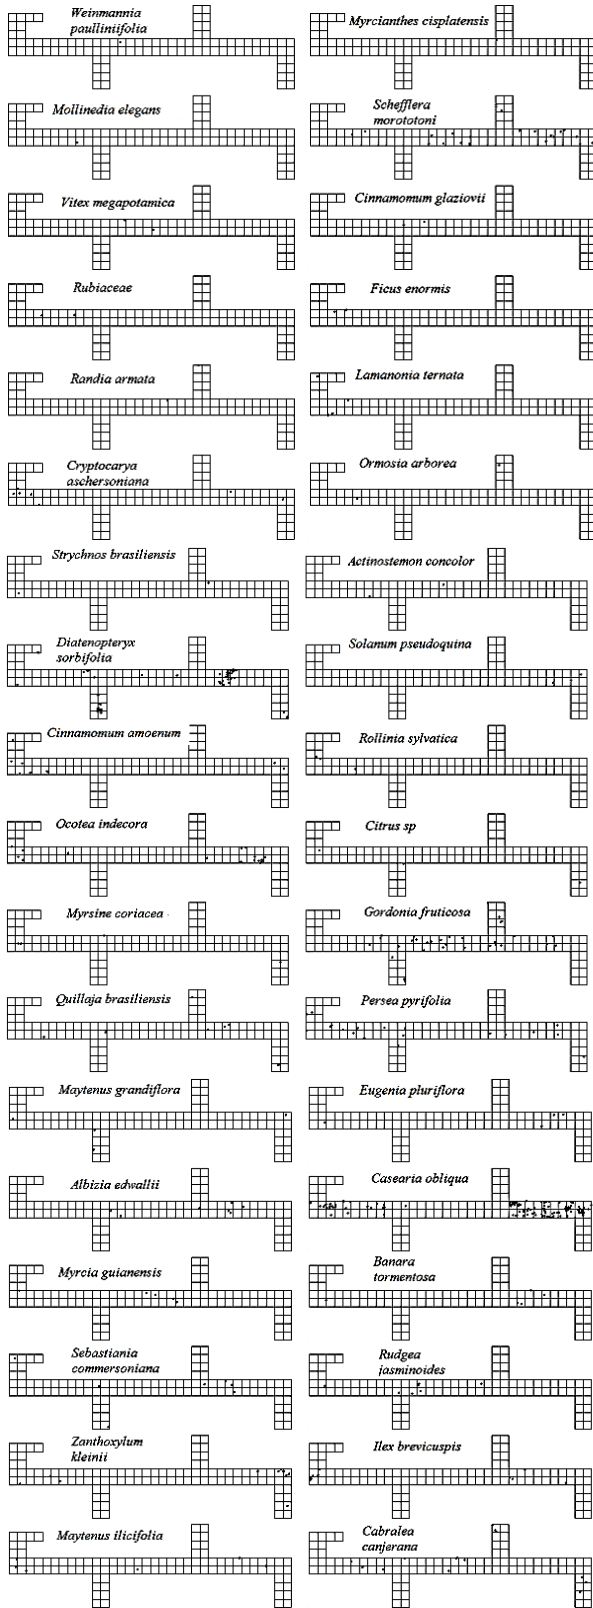 Weinmannia
paulliniifolia
Myrcianthes cisplatensis
Mollinedia elegans
Schefflera
morototoni
Vitex megapotamica
Cinnamomum glaziovii
Rubiaceae
Ficus enormis
Randia armata
Lamanonia ternata
Cryptocarya
aschersoniana
Ormosia arborea
Strychnos brasiliensis
Actinostemon concolor
Diatenopteryx
sorbifolia
Solanum pseudoquina
Cinnamomum amoenum
Rollinia sylvatica
Ocotea indecora
Citrus sp
Myrsine coriacea
Gordonia fruticosa
Quillaja brasiliensis
Persea pyrifolia
Maytenus grandiflora
Eugenia pluriflora
Albizia edwallii
Casearia obliqua
Myrcia guianensis
Banara
tormentosa
Sebastiania
commersoniana
Rudgea
jasminoides
Zanthoxylum
kleinii
Ilex brevicuspis
Maytenus ilicifolia
Cabralea
canjerana